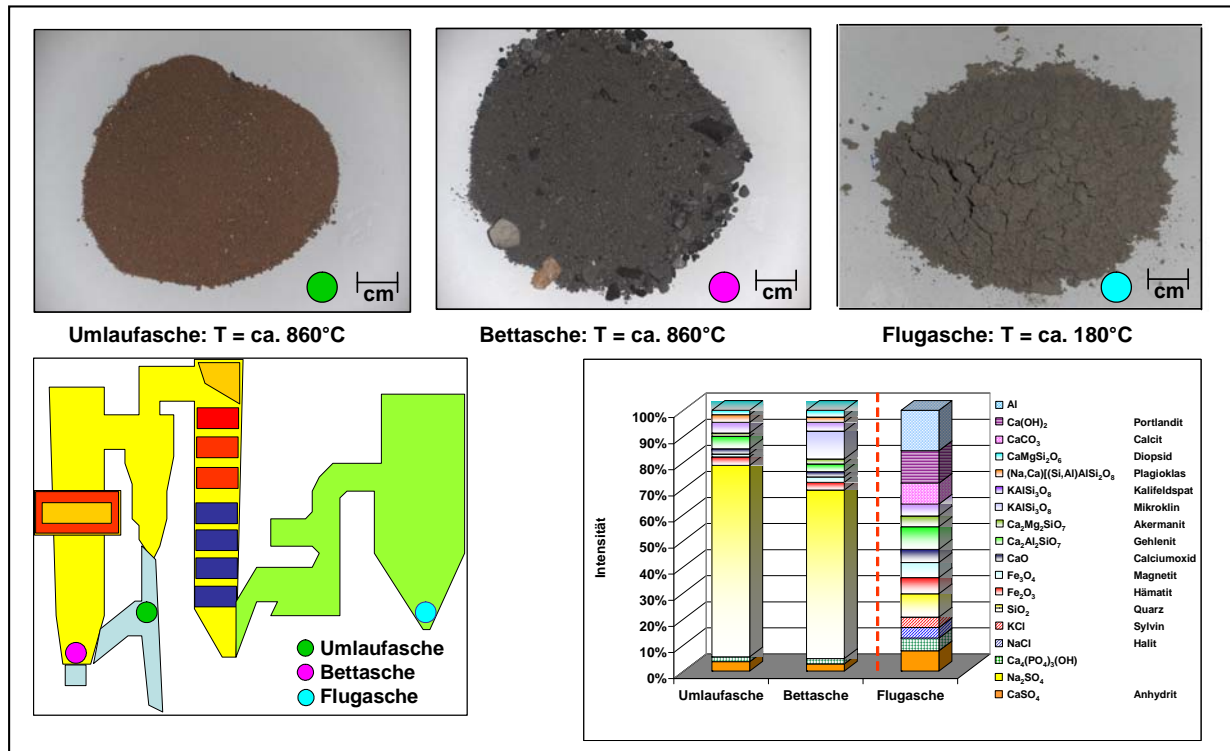 cm
cm
cm
Umlaufasche: T = ca. 860°C
Bettasche: T = ca. 860°C
Flugasche: T = ca. 180°C
Umlaufasche
Bettasche
Flugasche
Intensität
100%
90%
80%
70%
60%
50%
40%
30%
20%
10%
0%
Umlaufasche
Bettasche
Flugasche
Al
Ca(OH)₂ Portlandit
CaCO₃ Calcit
CaMgSi₂O₆ Diopsid
(Na,Ca)[(Si,Al)AlSi₂O₈ Plagioklas
KAlSi₃O₈ Kalifeldspat
KAlSi₃O₈ Mikroklin
Ca₂Mg₂SiO₇ Akermanit
Ca₂Al₂SiO₇ Gehlenit
CaO Calciumoxid
Fe₃O₄ Magnetit
Fe₂O₃ Hämatit
SiO₂ Quarz
KCl Sylvin
NaCl Halit
Ca₄(PO₄)₃(OH)
Na₂SO₄
CaSO₄ Anhydrit